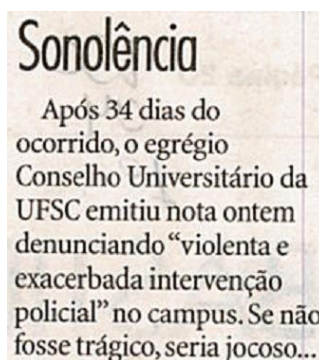 Sonolência
Após 34 dias do
ocorrido, o egrégio
Conselho Universitário da
UFSC emitiu nota ontem
denunciando “violenta e
exacerbada intervenção
policial” no campus. Se não
fosse trágico, seria jocoso...